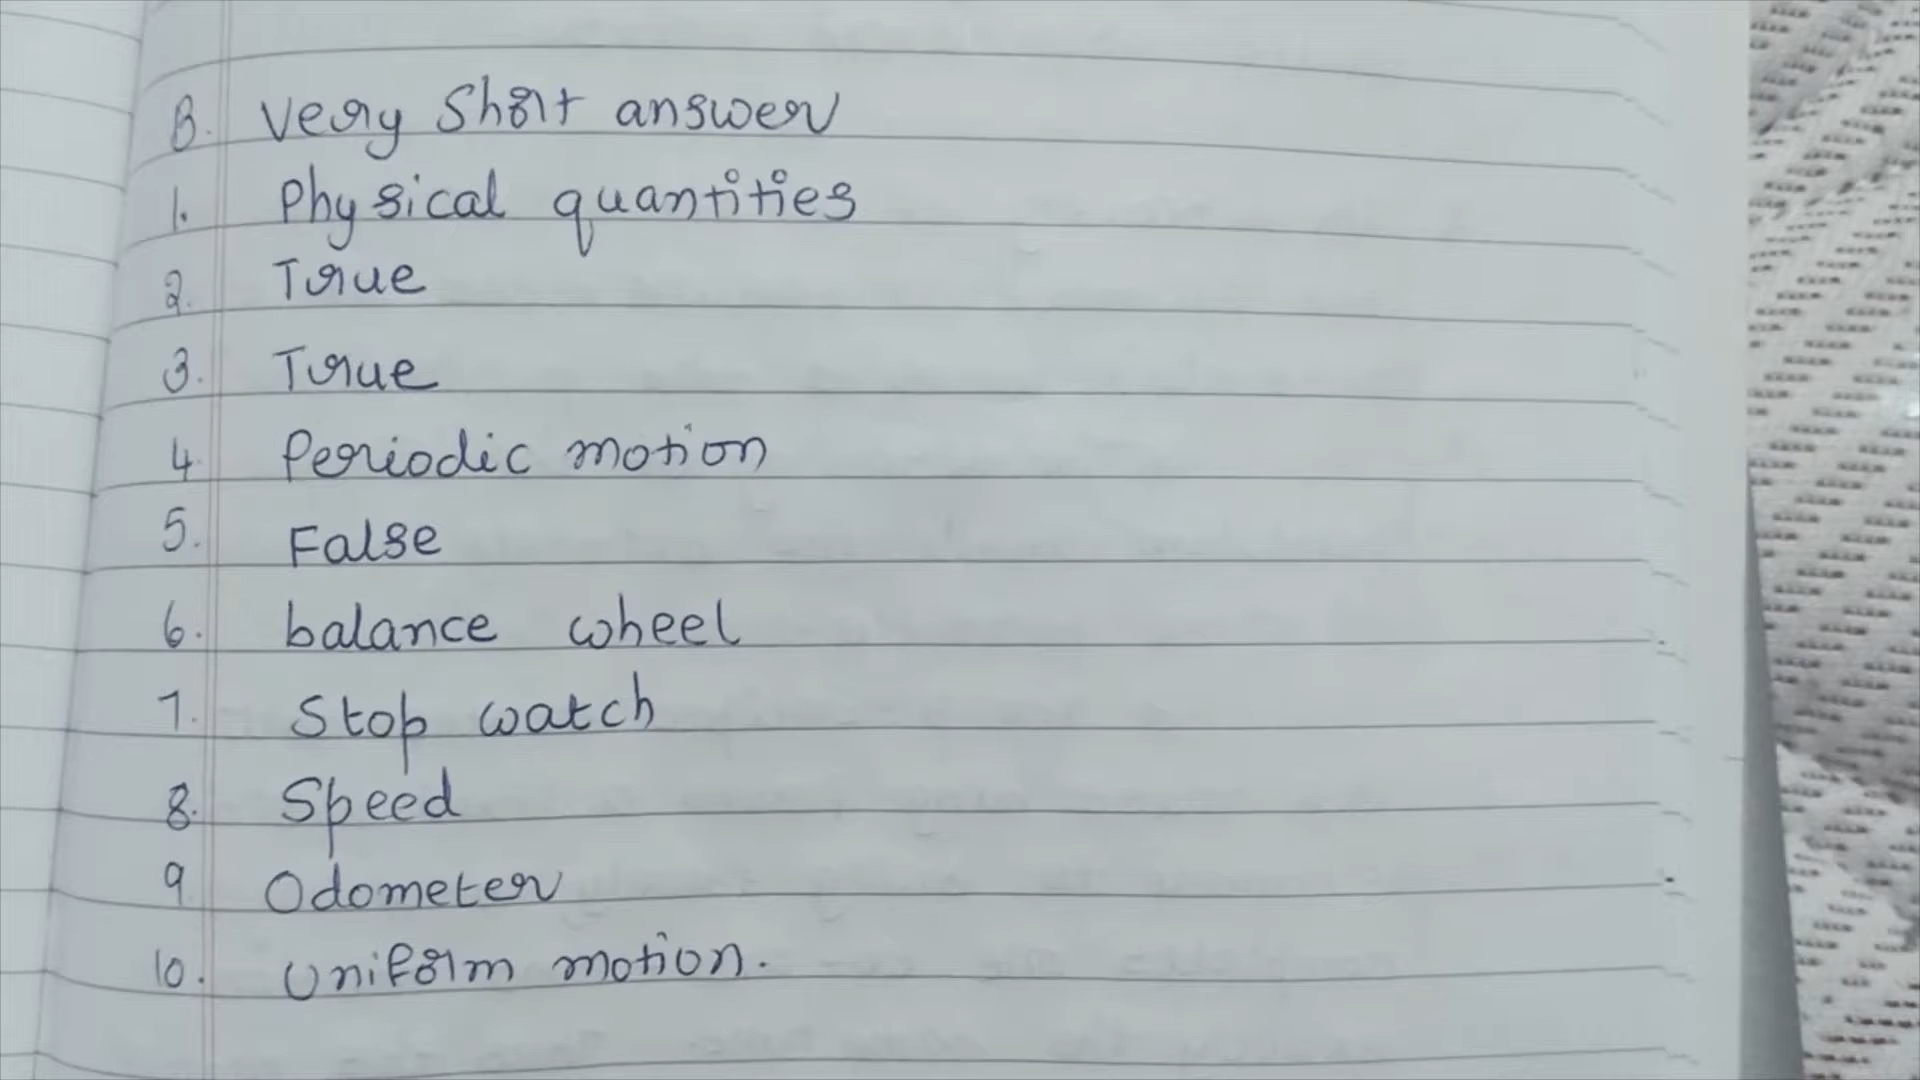 B. Very Short answer
1. Physical quantities
2. True
3. True
4. Periodic motion
5. False
6. balance wheel
7. Stop watch
8. Speed
9. Odometer
10. Uniform motion.